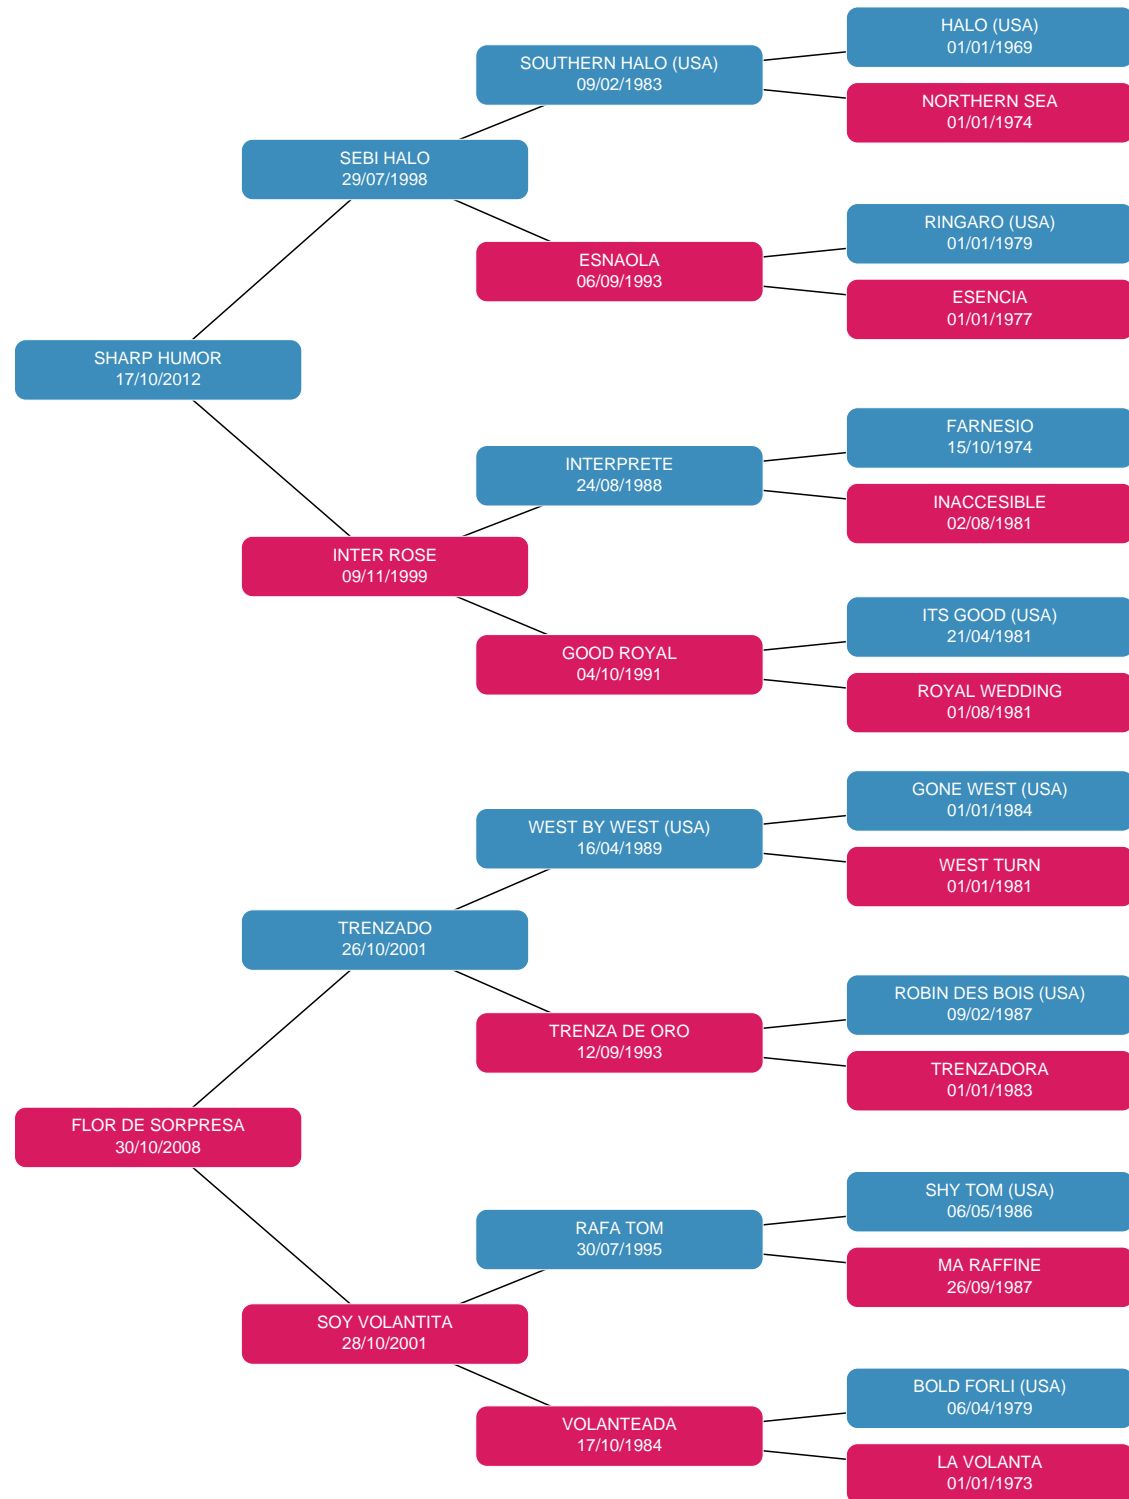 HALO (USA)
01/01/1969
SOUTHERN HALO (USA)
09/02/1983
NORTHERN SEA
01/01/1974
SEBI HALO
29/07/1998
RINGARO (USA)
01/01/1979
ESNAOLA
06/09/1993
ESENCIA
01/01/1977
SHARP HUMOR
17/10/2012
FARNESIO
15/10/1974
INTERPRETE
24/08/1988
INACCESIBLE
02/08/1981
INTER ROSE
09/11/1999
ITS GOOD (USA)
21/04/1981
GOOD ROYAL
04/10/1991
ROYAL WEDDING
01/08/1981
GONE WEST (USA)
01/01/1984
WEST BY WEST (USA)
16/04/1989
WEST TURN
01/01/1981
TRENZADO
26/10/2001
ROBIN DES BOIS (USA)
09/02/1987
TRENZA DE ORO
12/09/1993
TRENZADORA
01/01/1983
FLOR DE SORPRESA
30/10/2008
SHY TOM (USA)
06/05/1986
RAFA TOM
30/07/1995
MA RAFFINE
26/09/1987
SOY VOLANTITA
28/10/2001
BOLD FORLI (USA)
06/04/1979
VOLANTEADA
17/10/1984
LA VOLANTA
01/01/1973